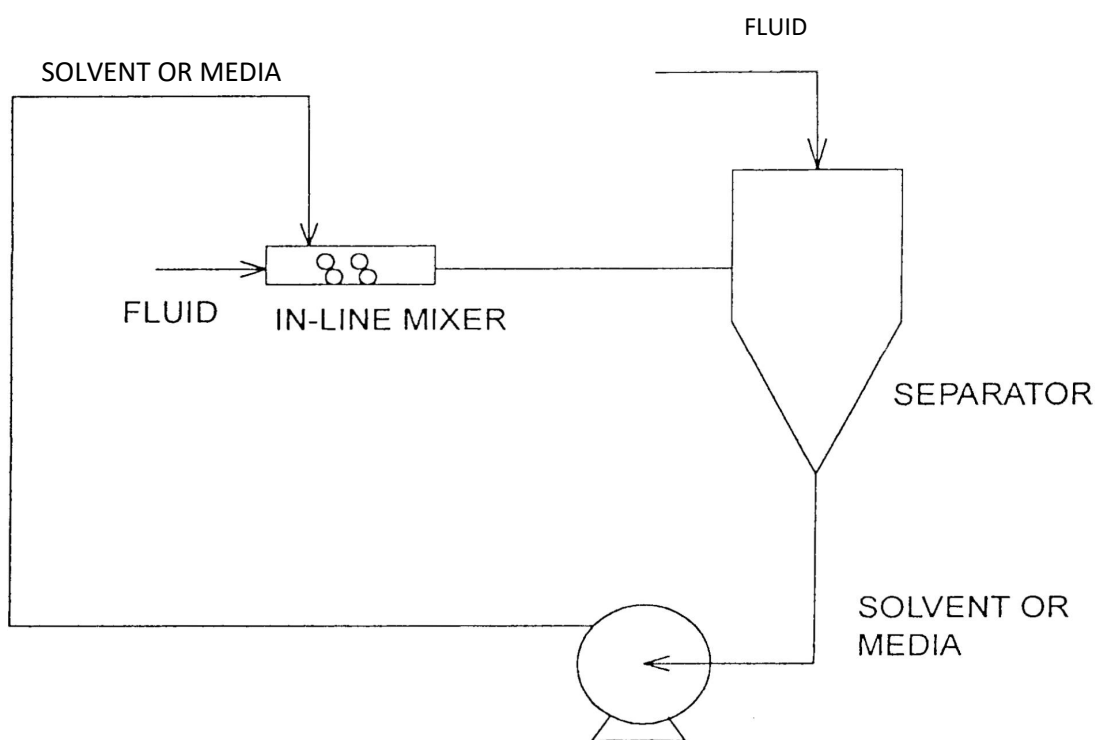 FLUID
SOLVENT OR MEDIA
FLUID
IN-LINE MIXER
SEPARATOR
SOLVENT OR
MEDIA